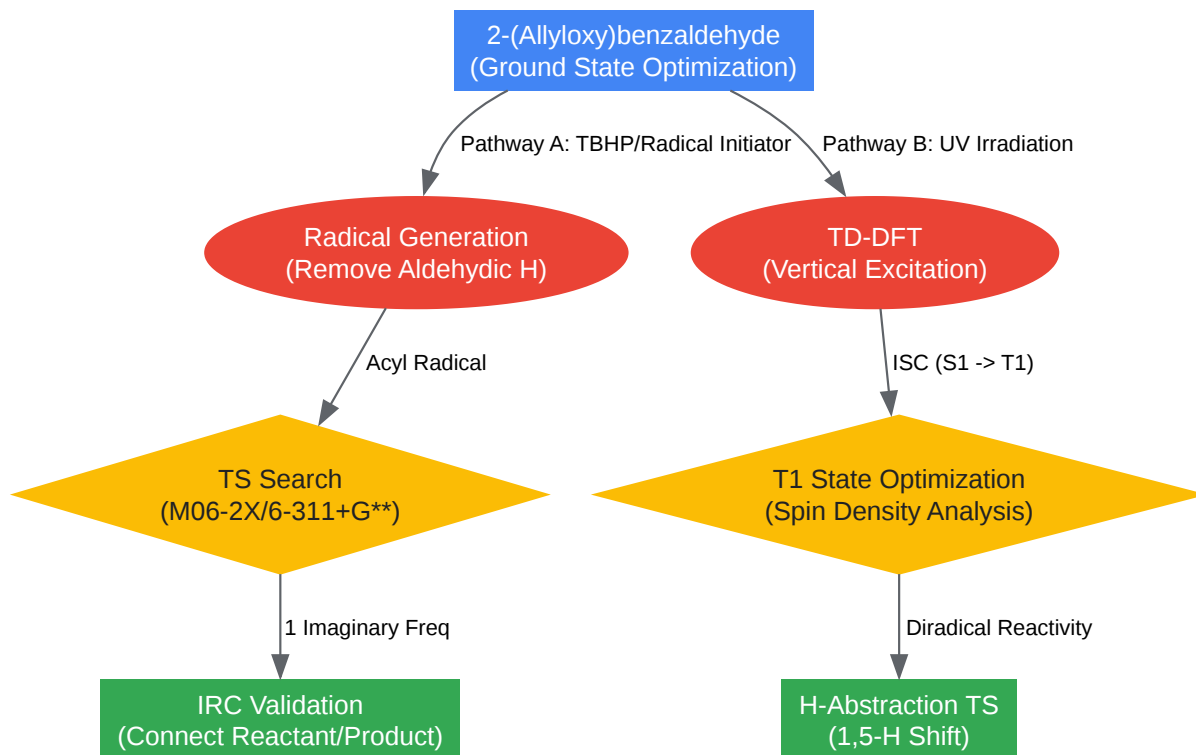 2-(Allyloxy)benzaldehyde
(Ground State Optimization)
Pathway A: TBHP/Radical Initiator
Pathway B: UV Irradiation
Radical Generation
(Remove Aldehydic H)
TD-DFT
(Vertical Excitation)
Acyl Radical
ISC (S1 -> T1)
TS Search
(M06-2X/6-311+G**)
T1 State Optimization
(Spin Density Analysis)
1 Imaginary Freq
Diradical Reactivity
IRC Validation
(Connect Reactant/Product)
H-Abstraction TS
(1,5-H Shift)